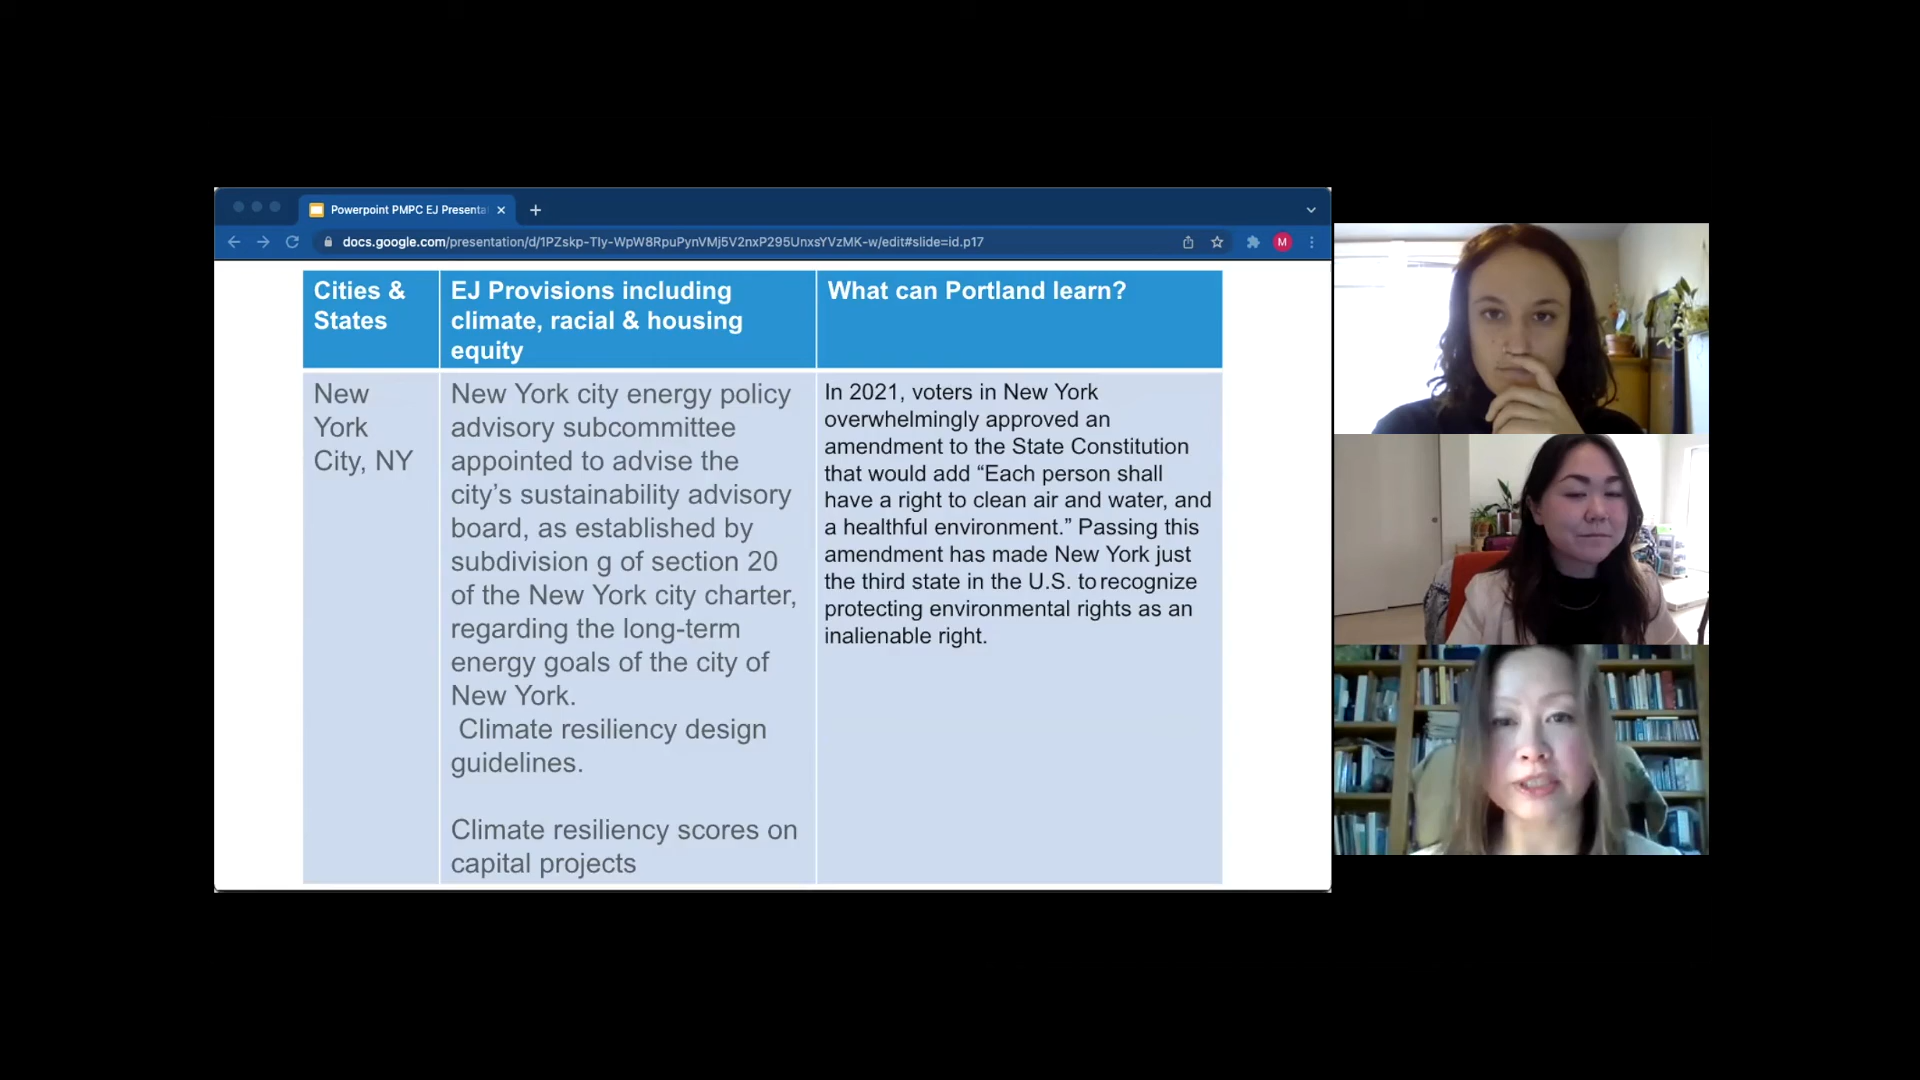 Powerpoint PMPC EJ Presenta
docs.google.com/presentation/d/1PZskp-TIy-WpW8RpuPynVMj5V2nxP295UnxsYVzMK-w/edit#slide=id.p17
M
Cities &
States
EJ Provisions including
climate, racial & housing
equity
What can Portland learn?
New
York
City, NY
New York city energy policy
advisory subcommittee
appointed to advise the
city’s sustainability advisory
board, as established by
subdivision g of section 20
of the New York city charter,
regarding the long-term
energy goals of the city of
New York.
Climate resiliency design
guidelines.
Climate resiliency scores on
capital projects
In 2021, voters in New York
overwhelmingly approved an
amendment to the State Constitution
that would add “Each person shall
have a right to clean air and water, and
a healthful environment.” Passing this
amendment has made New York just
the third state in the U.S. to recognize
protecting environmental rights as an
inalienable right.